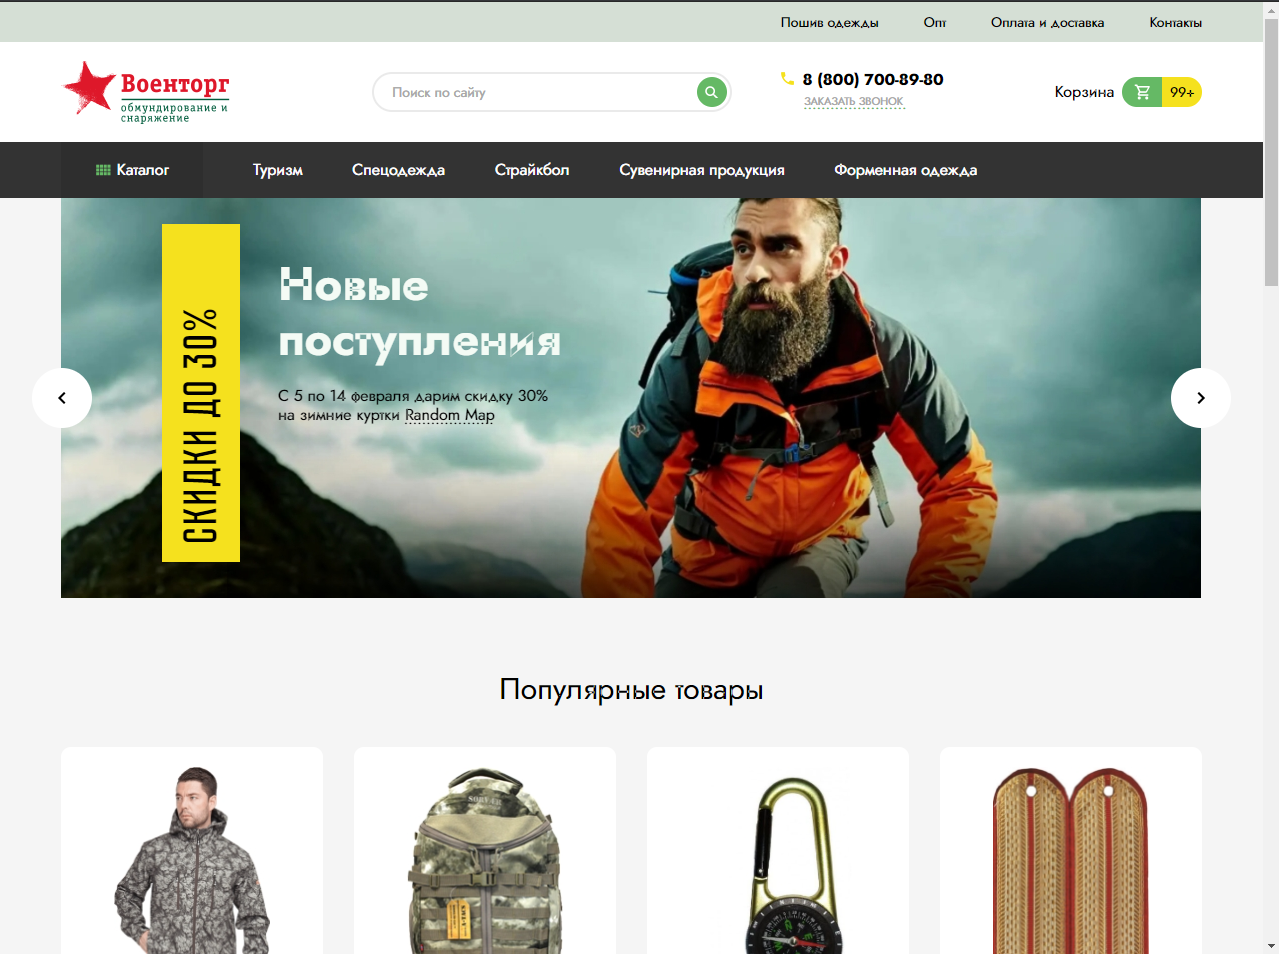 Пошив одежды
Опт
Оплата и доставка
Контакты
Военторг
обмундирование и
снаряжение
Поиск по сайту
8 (800) 700-89-80
ЗАКАЗАТЬ ЗВОНОК
Корзина
99+
Каталог
Туризм
Спецодежда
Страйкбол
Сувенирная продукция
Форменная одежда
СКИДКИ ДО 30%
Новые
поступления
С 5 по 14 февраля дарим скидку 30%
на зимние куртки Random Map
Популярные товары